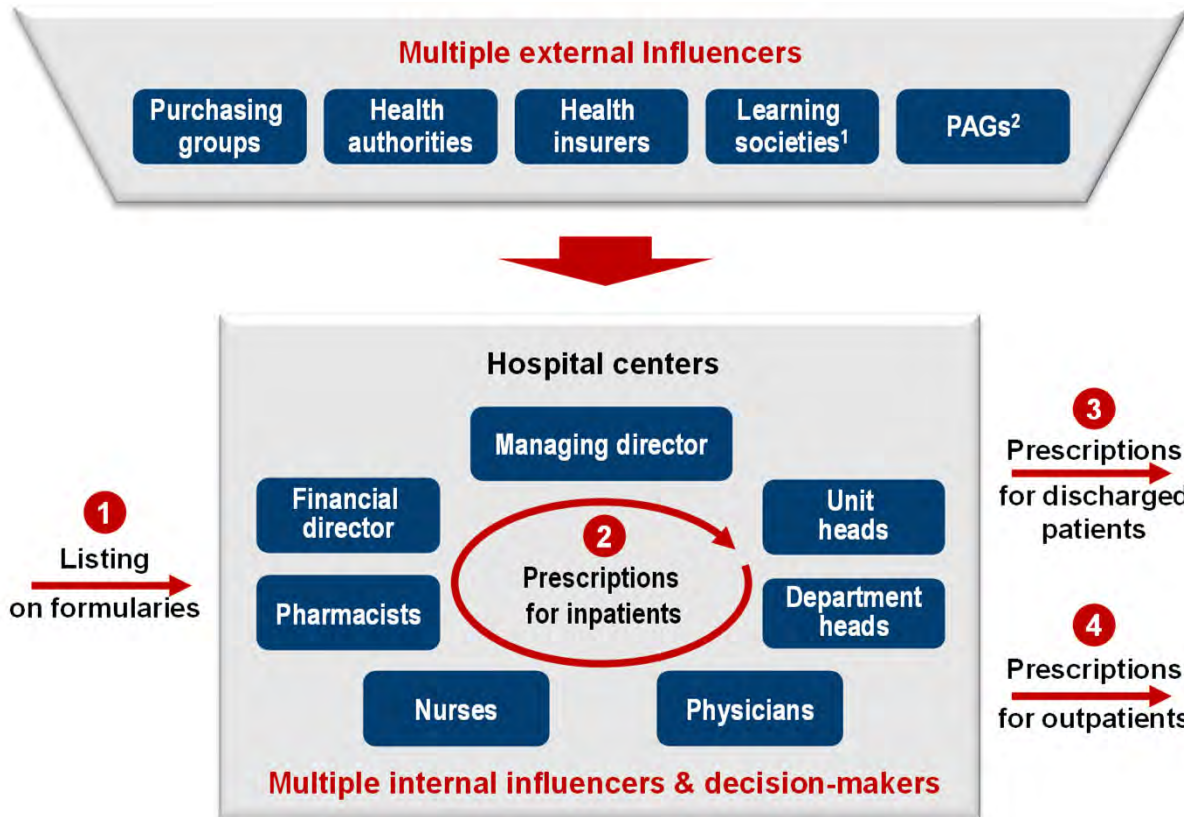 Multiple external Influencers
Purchasing
groups
Health
authorities
Health
insurers
Learning
societies¹
PAGs²
Hospital centers
Managing director
Financial
director
Unit
heads
2
Prescriptions
for inpatients
Pharmacists
Department
heads
Nurses
Physicians
Multiple internal influencers & decision-makers
1
Listing
on formularies
3
Prescriptions
for discharged
patients
4
Prescriptions
for outpatients